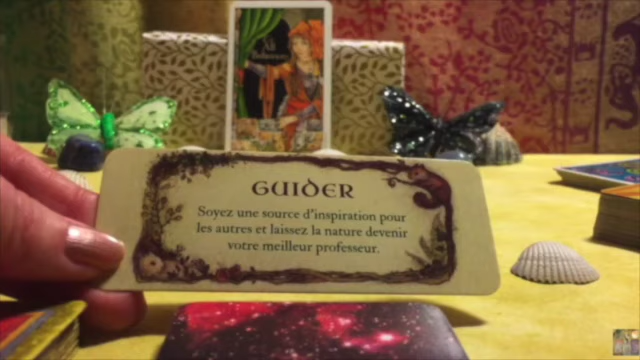 GUIDER
Soyez une source d'inspiration pour
les autres et laissez la nature devenir
votre meilleur professeur.